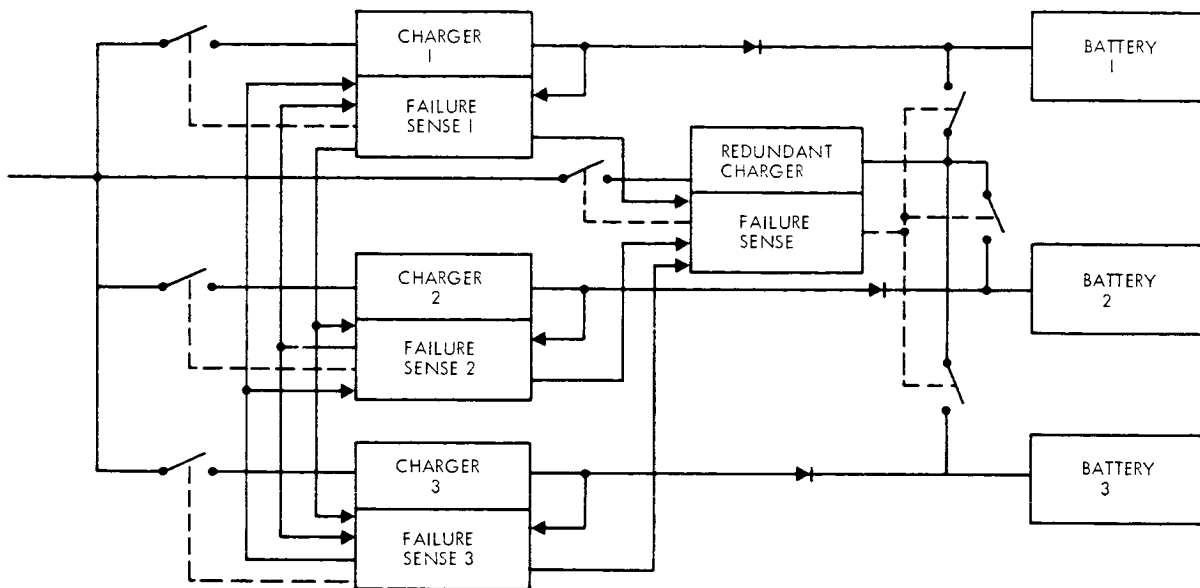 CHARGER
1
FAILURE
SENSE 1
BATTERY
1
REDUNDANT
CHARGER
FAILURE
SENSE
CHARGER
2
FAILURE
SENSE 2
BATTERY
2
CHARGER
3
FAILURE
SENSE 3
BATTERY
3